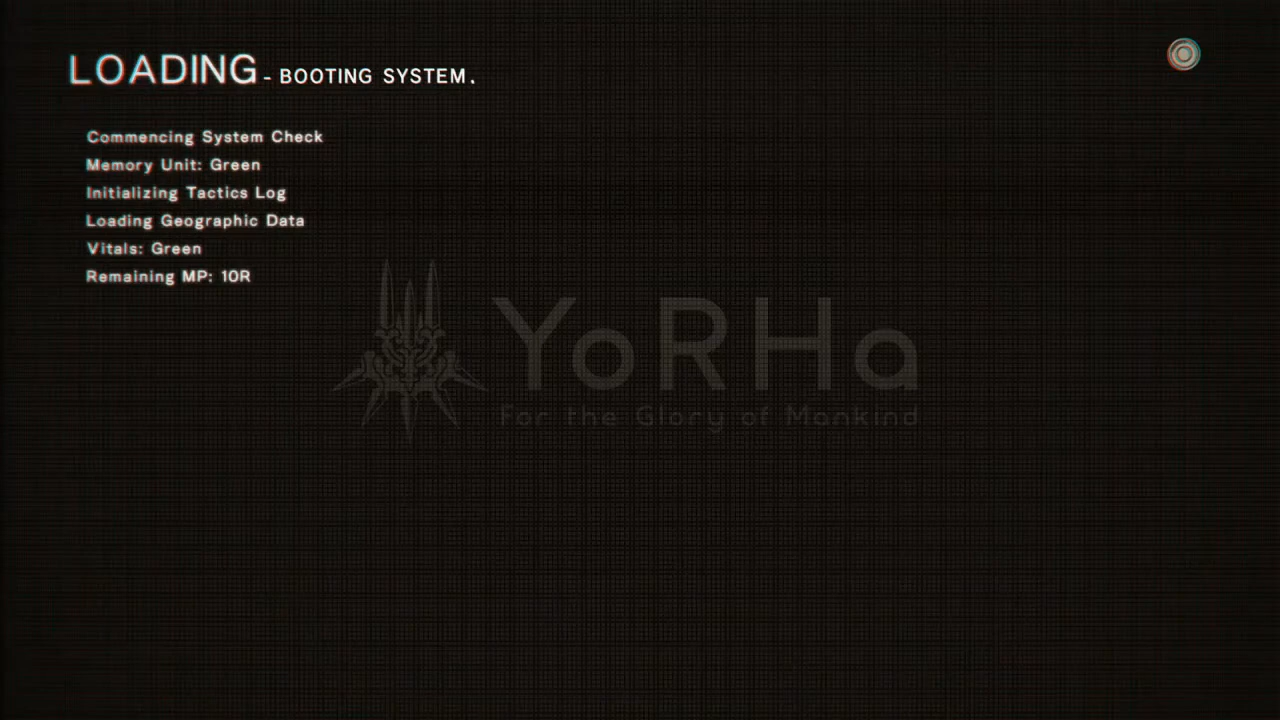 LOADING - BOOTING SYSTEM.
Commencing System Check
Memory Unit: Green
Initializing Tactics Log
Loading Geographic Data
Vitals: Green
Remaining MP: 10R
YoRHa
For the Glory of Mankind